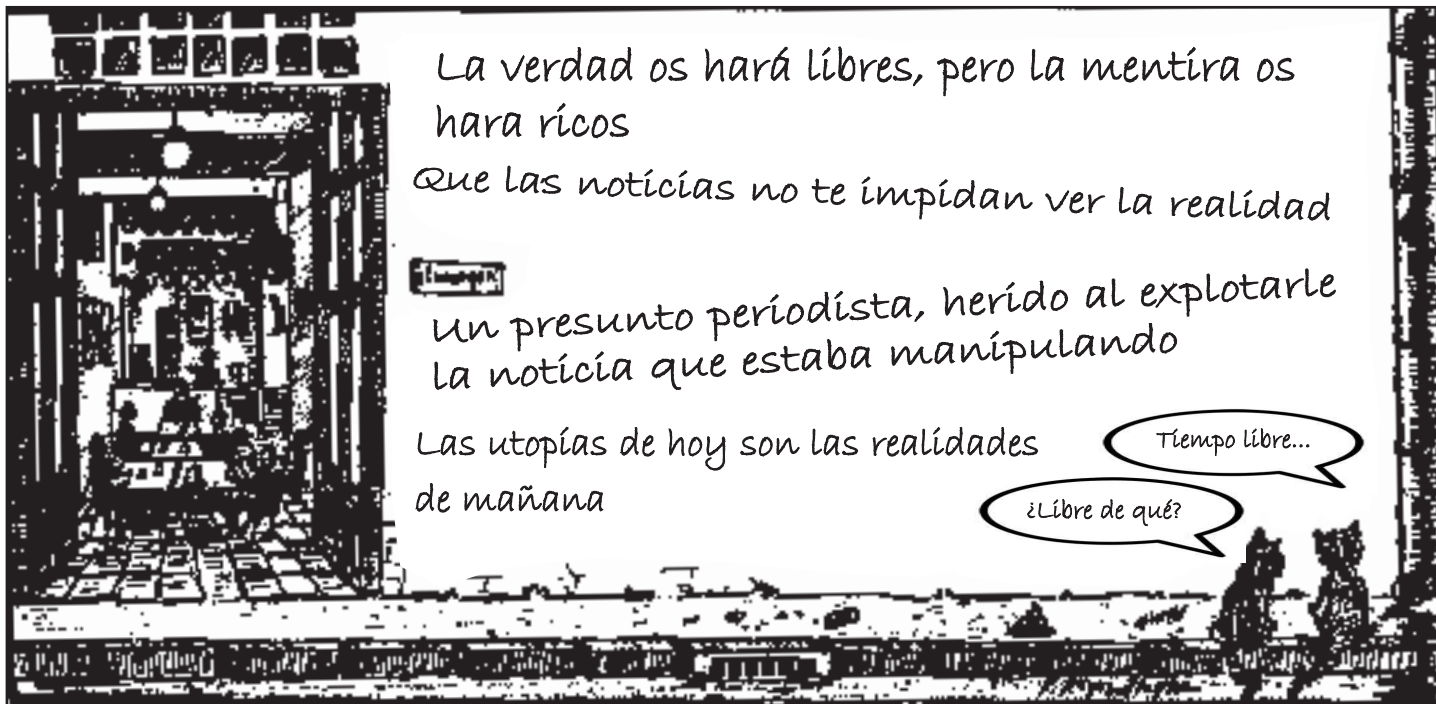 La verdad os hará libres, pero la mentira os
hara ricos
Que las noticias no te impidan ver la realidad
un presunto periodista, herido al explotarle
la noticia que estaba manipulando
Las utopías de hoy son las realidades
de mañana
Tiempo libre...
¿Libre de qué?